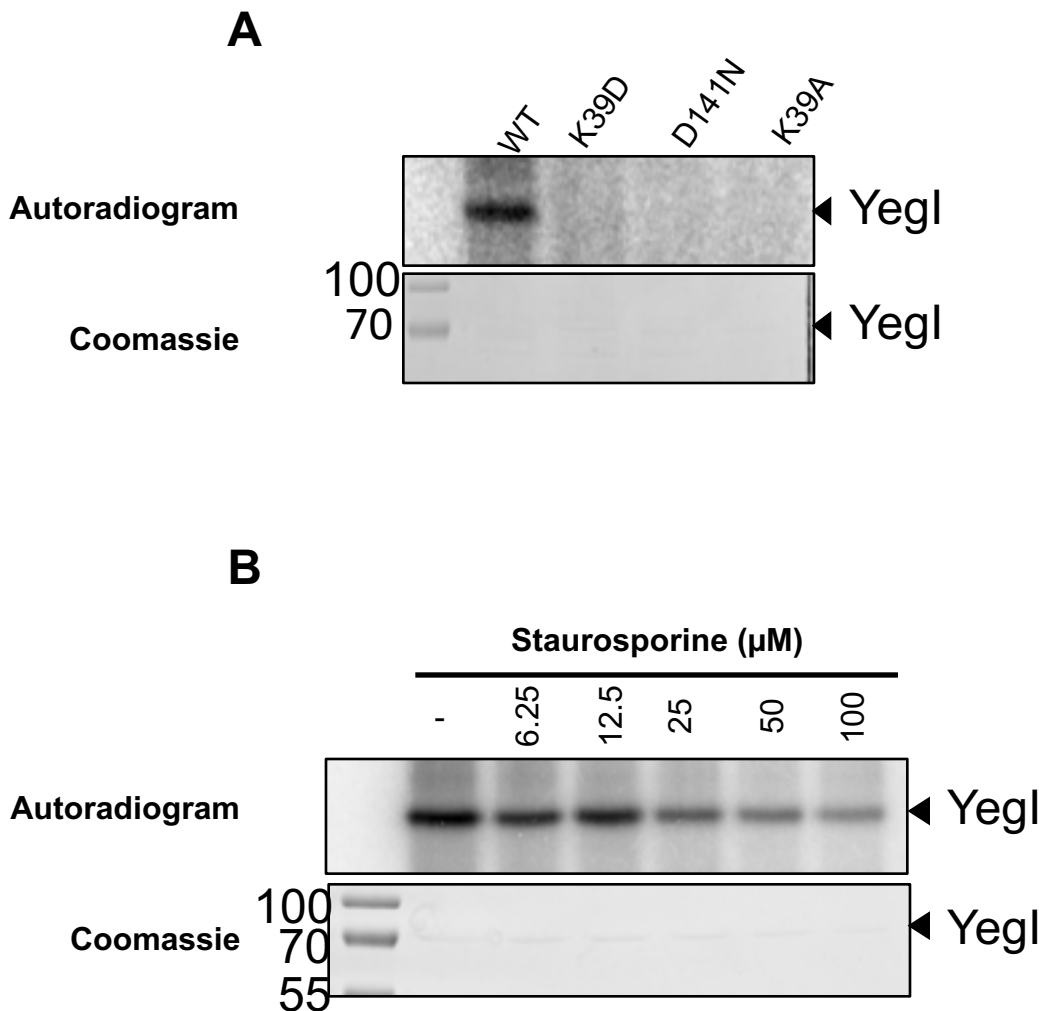 A
WT K39D D141N K39A
Autoradiogram YegI
100
70 YegI
Coomassie
B
Staurosporine (µM)
- 6.25 12.5 25 50 100
Autoradiogram YegI
100
Coomassie 70 YegI
55